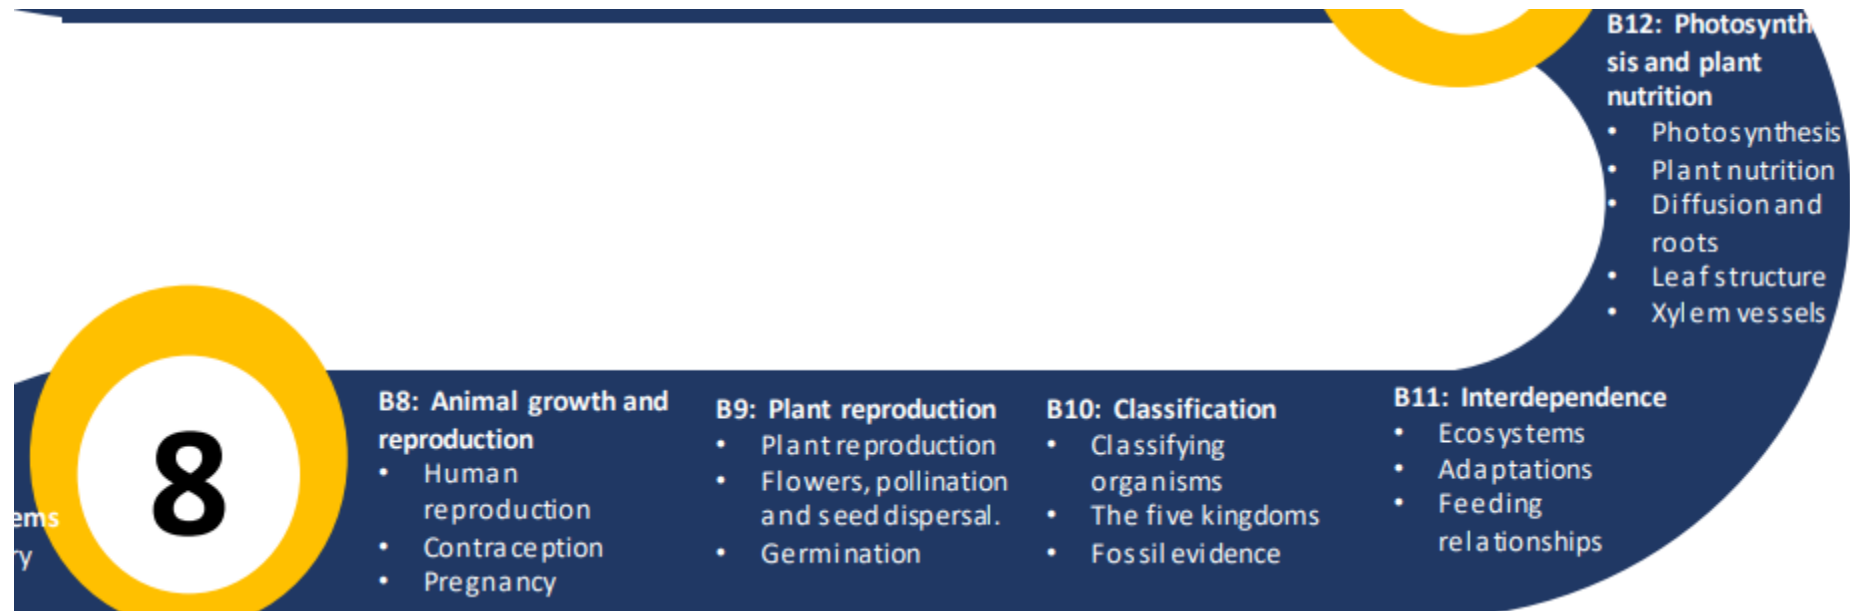 8
B8: Animal growth and
reproduction
• Human
reproduction
• Contraception
• Pregnancy
B9: Plant reproduction
• Plant reproduction
• Flowers, pollination
and seed dispersal.
• Germination
B10: Classification
• Classifying
organisms
• The five kingdoms
• Fossil evidence
B11: Interdependence
• Ecosystems
• Adaptations
• Feeding
relationships
B12: Photosynth
sis and plant
nutrition
• Photosynthesis
• Plant nutrition
• Diffusion and
roots
• Leaf structure
• Xylem vessels